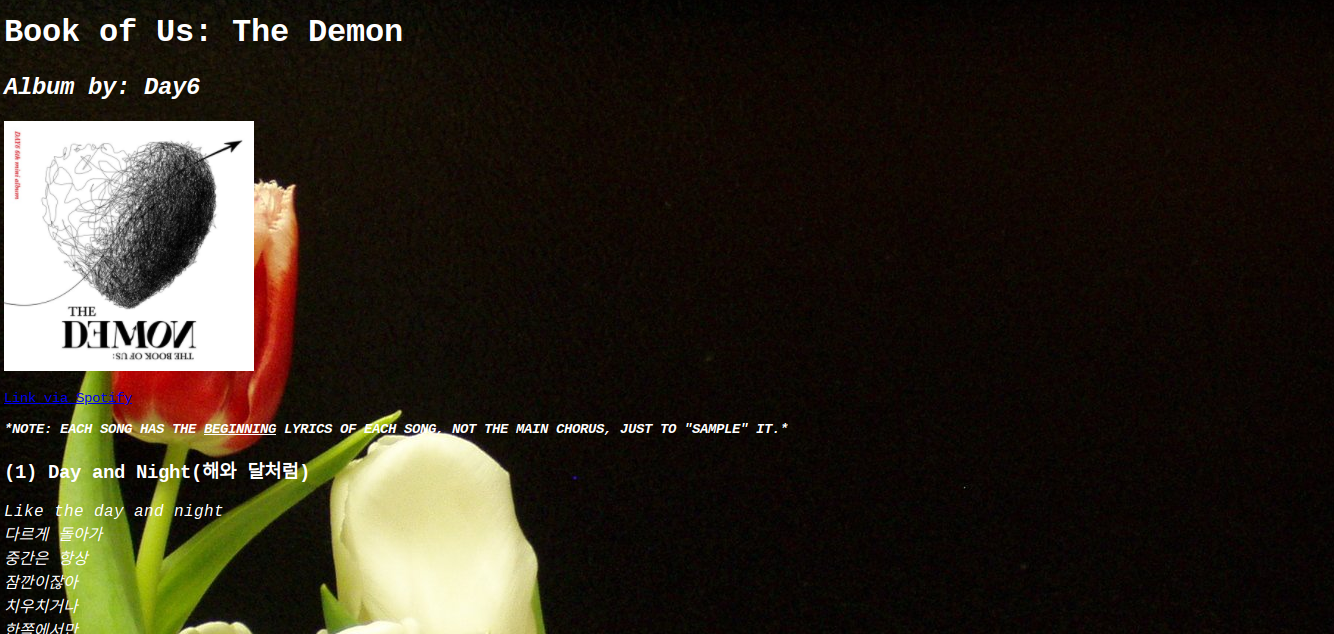 Book of Us: The Demon
Album by: Day6
DAY6 6th mini album
THE
DEMON
THE BOOK OF US:
Link via Spotify
*NOTE: EACH SONG HAS THE BEGINNING LYRICS OF EACH SONG, NOT THE MAIN CHORUS, JUST TO "SAMPLE" IT.*
(1) Day and Night(해와 달처럼)
Like the day and night
다르게 돌아가
중간은 항상
잠깐이잖아
치우치거나
한쪽에서만